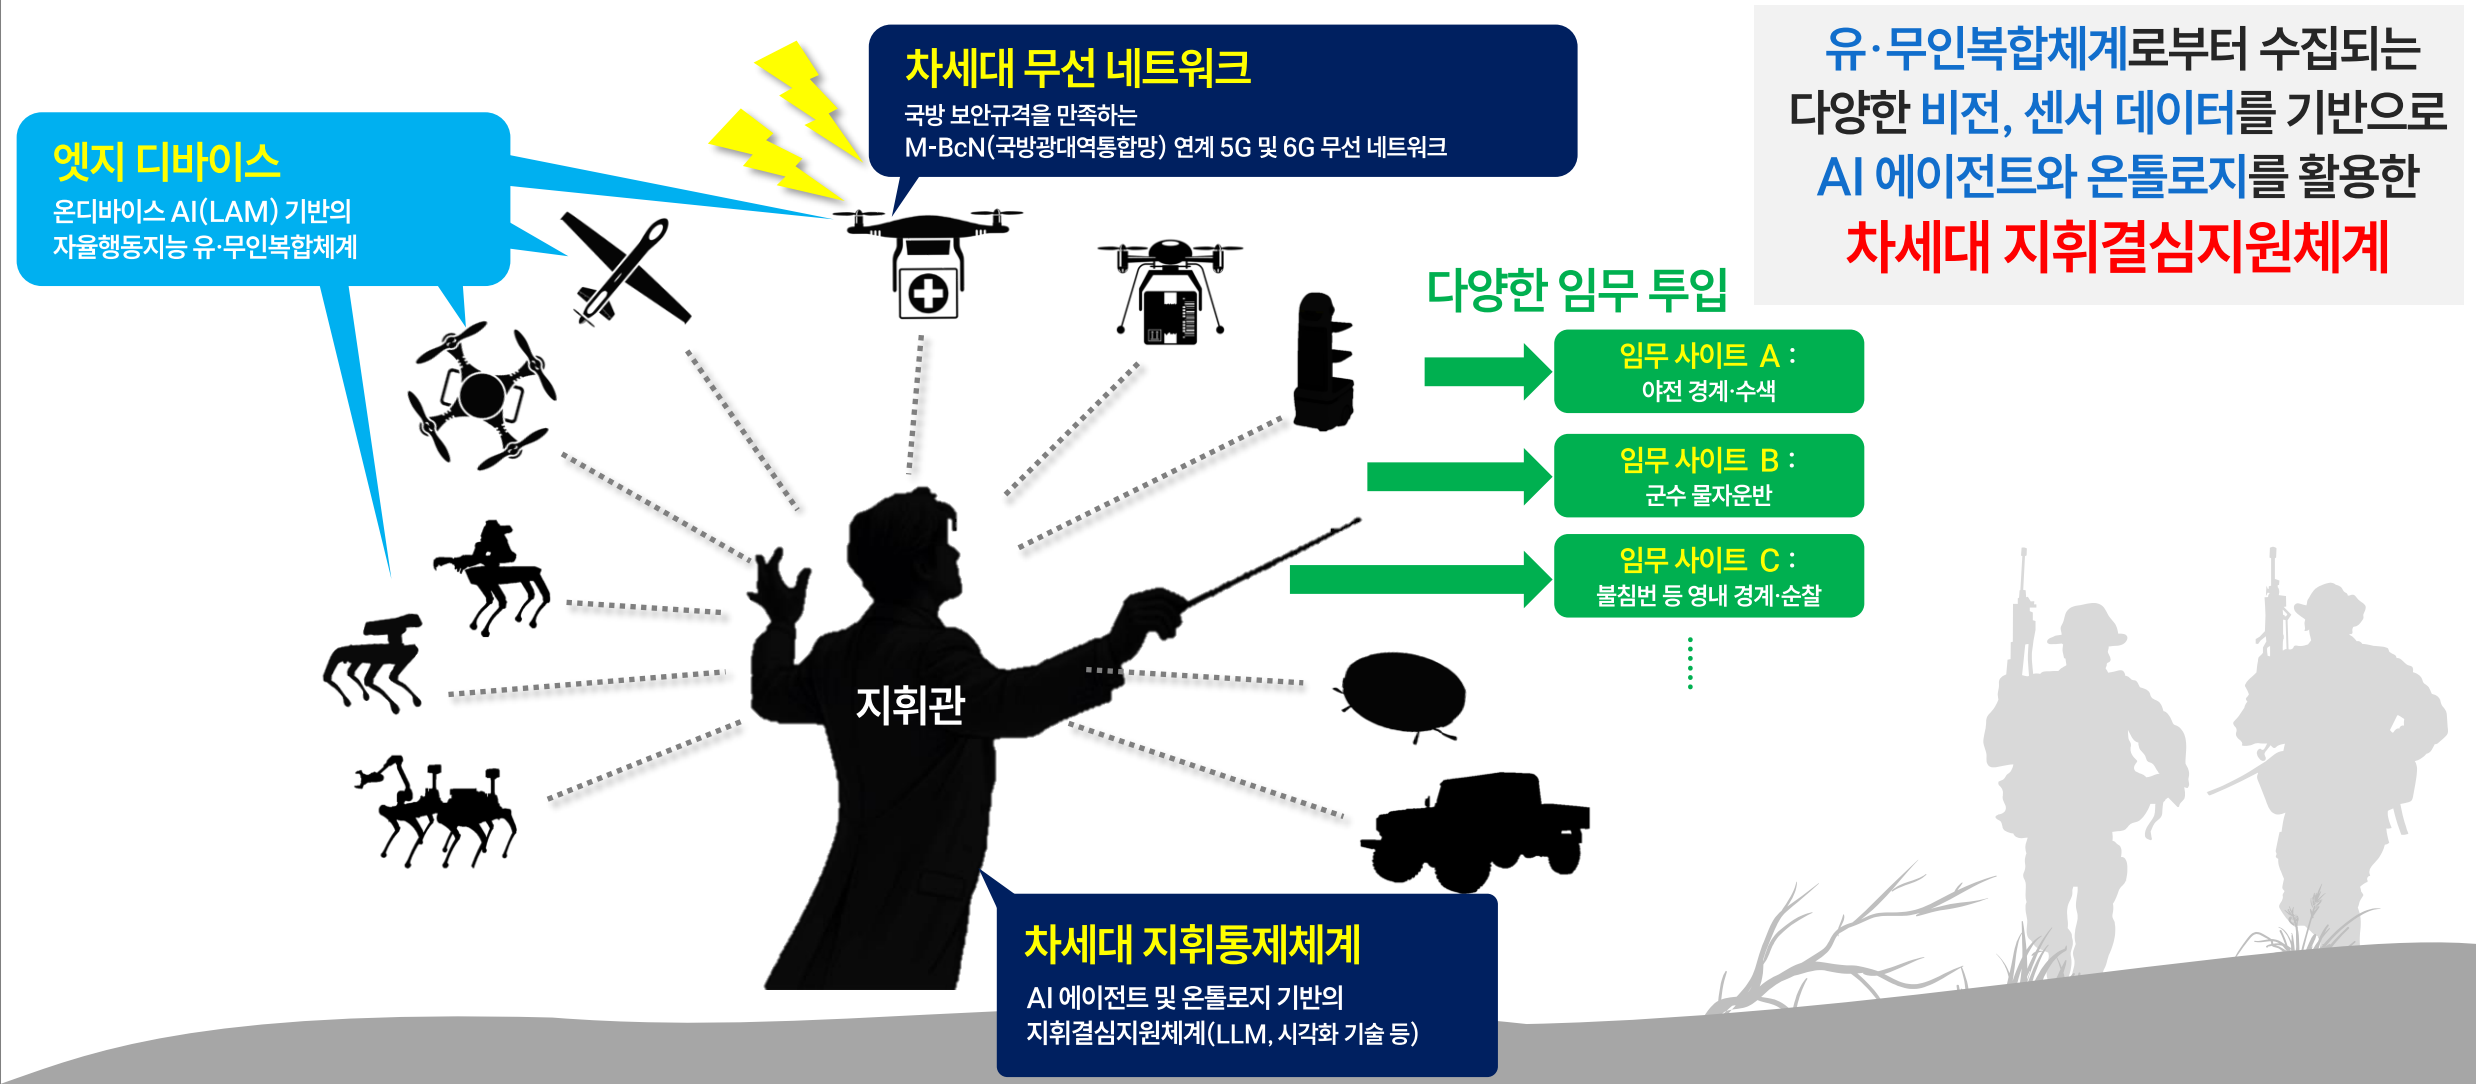 유·무인복합체계로부터 수집되는
다양한 비전, 센서 데이터를 기반으로
AI 에이전트와 온톨로지를 활용한
차세대 지휘결심지원체계
차세대 무선 네트워크
국방 보안규격을 만족하는
M-BcN(국방광대역통합망) 연계 5G 및 6G 무선 네트워크
엣지 디바이스
온디바이스 AI(LAM) 기반의
자율행동지능 유·무인복합체계
다양한 임무 투입
임무 사이트 A :
야전 경계·수색
임무 사이트 B :
군수 물자운반
임무 사이트 C :
불침번 등 영내 경계·순찰
지휘관
차세대 지휘통제체계
AI 에이전트 및 온톨로지 기반의
지휘결심지원체계(LLM, 시각화 기술 등)